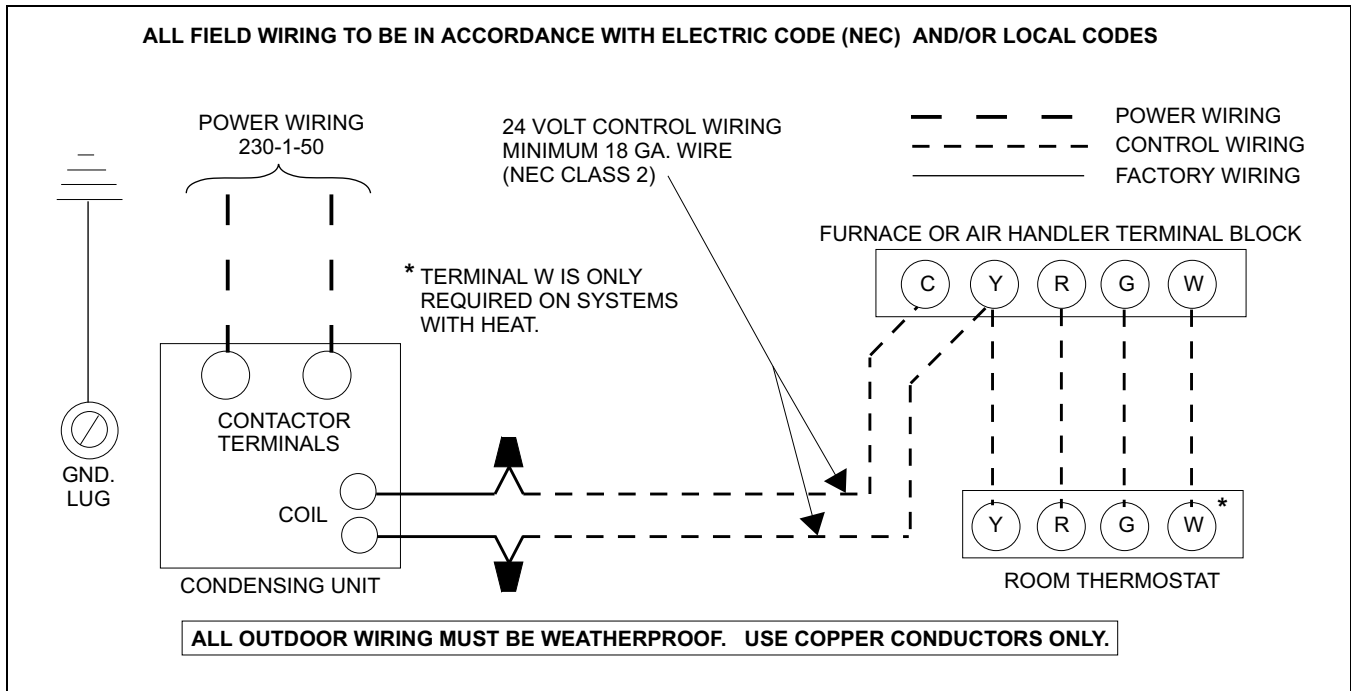 ALL FIELD WIRING TO BE IN ACCORDANCE WITH ELECTRIC CODE (NEC) AND/OR LOCAL CODES
POWER WIRING
230-1-50
24 VOLT CONTROL WIRING
MINIMUM 18 GA. WIRE
(NEC CLASS 2)
POWER WIRING
CONTROL WIRING
FACTORY WIRING
FURNACE OR AIR HANDLER TERMINAL BLOCK
C Y R G W
* TERMINAL W IS ONLY
REQUIRED ON SYSTEMS
WITH HEAT.
CONTACTOR
TERMINALS
GND.
LUG
COIL
CONDENSING UNIT
Y R G W *
ROOM THERMOSTAT
ALL OUTDOOR WIRING MUST BE WEATHERPROOF. USE COPPER CONDUCTORS ONLY.